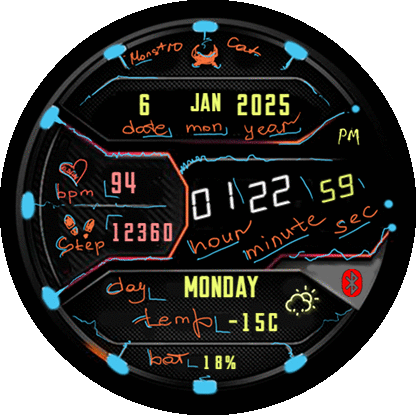 Monstro Cat
6 JAN 2025
date mon year
PM
bpm 94
01 22 59
Step 12360
hour minute sec
day MONDAY
temp -15C
bat 18%